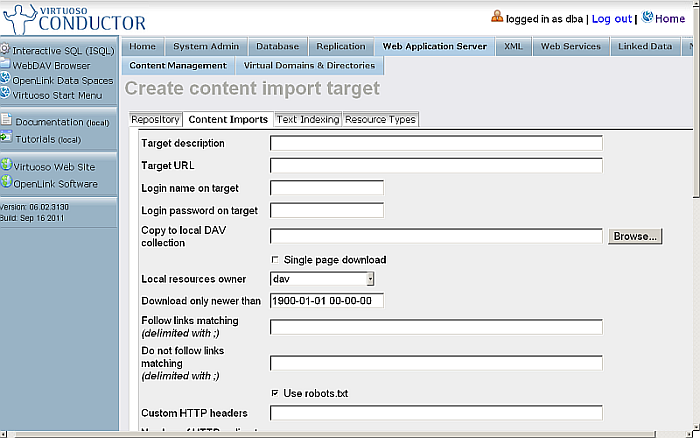 VIRTUOSO
CONDUCTOR
logged in as dba | Log out | Home
Interactive SQL (ISQL)
WebDAV Browser
OpenLink Data Spaces
Virtuoso Start Menu
Documentation (local)
Tutorials (local)
Virtuoso Web Site
OpenLink Software
Version: 06.02.3130
Build: Sep 16 2011
Home System Admin Database Replication Web Application Server XML Web Services Linked Data
Content Management Virtual Domains & Directories
Create content import target
Repository Content Imports Text Indexing Resource Types
Target description
Target URL
Login name on target
Login password on target
Copy to local DAV
collection
Browse...
Single page download
Local resources owner dav
Download only newer than 1900-01-01 00-00-00
Follow links matching
(delimited with ;)
Do not follow links
matching
(delimited with ;)
Use robots.txt
Custom HTTP headers